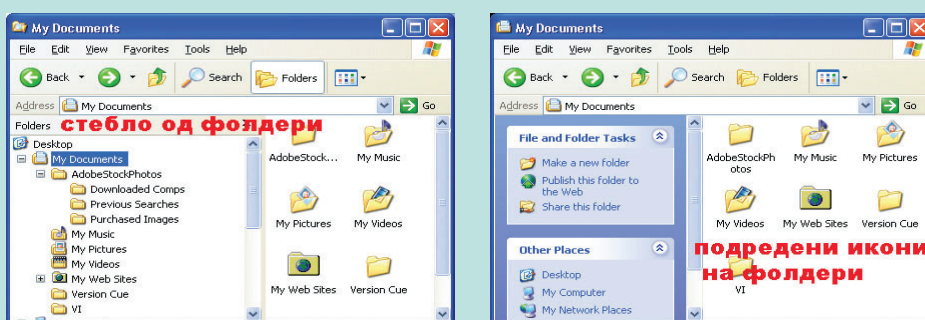 My Documents
File Edit View Favorites Tools Help
Back Search Folders
Address My Documents Go
Folders
стебло од фолдери
Desktop
My Documents
AdobeStockPhotos
Downloaded Comps
Previous Searches
Purchased Images
My Music
My Pictures
My Videos
My Web Sites
Version Cue
VI
AdobeStock... My Music
My Pictures My Videos
My Web Sites Version Cue
My Documents
File Edit View Favorites Tools Help
Back Search Folders
Address My Documents Go
File and Folder Tasks
Make a new folder
Publish this folder to
the Web
Share this folder
Other Places
Desktop
My Computer
My Network Places
AdobeStockPh
otos
My Music My Pictures
My Videos My Web Sites Version Cue
подредени икони
на фолдери
VI